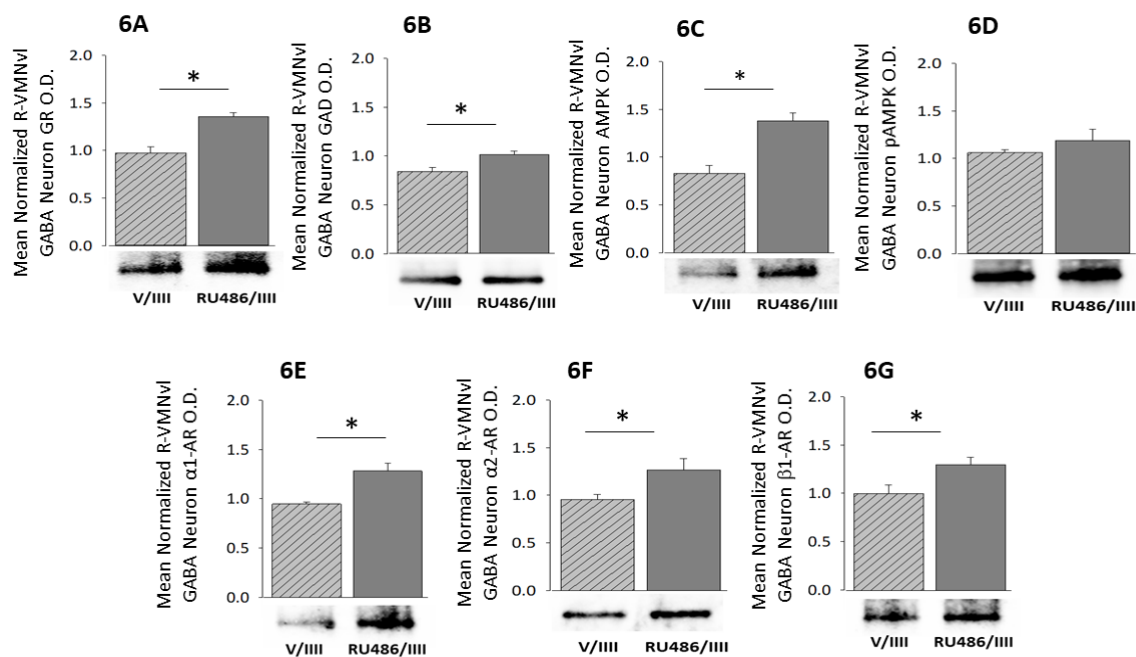 6A
Mean Normalized R-VMNvl
GABA Neuron GR O.D.
2.0
1.5
1.0
0.5
0.0
*
V/IIII RU486/IIII
6B
Mean Normalized R-VMNvl
GABA Neuron GAD O.D.
2.0
1.5
1.0
0.5
0.0
*
V/IIII RU486/IIII
6C
Mean Normalized R-VMNvl
GABA Neuron AMPK O.D.
2.0
1.5
1.0
0.5
0.0
*
V/IIII RU486/IIII
6D
Mean Normalized R-VMNvl
GABA Neuron pAMPK O.D.
2.0
1.5
1.0
0.5
0.0
V/IIII RU486/IIII
6E
Mean Normalized R-VMNvl
GABA Neuron α1-AR O.D.
2.0
1.5
1.0
0.5
0.0
*
V/IIII RU486/IIII
6F
Mean Normalized R-VMNvl
GABA Neuron α2-AR O.D.
2.0
1.5
1.0
0.5
0.0
*
V/IIII RU486/IIII
6G
Mean Normalized R-VMNvl
GABA Neuron β1-AR O.D.
2.0
1.5
1.0
0.5
0.0
*
V/IIII RU486/IIII